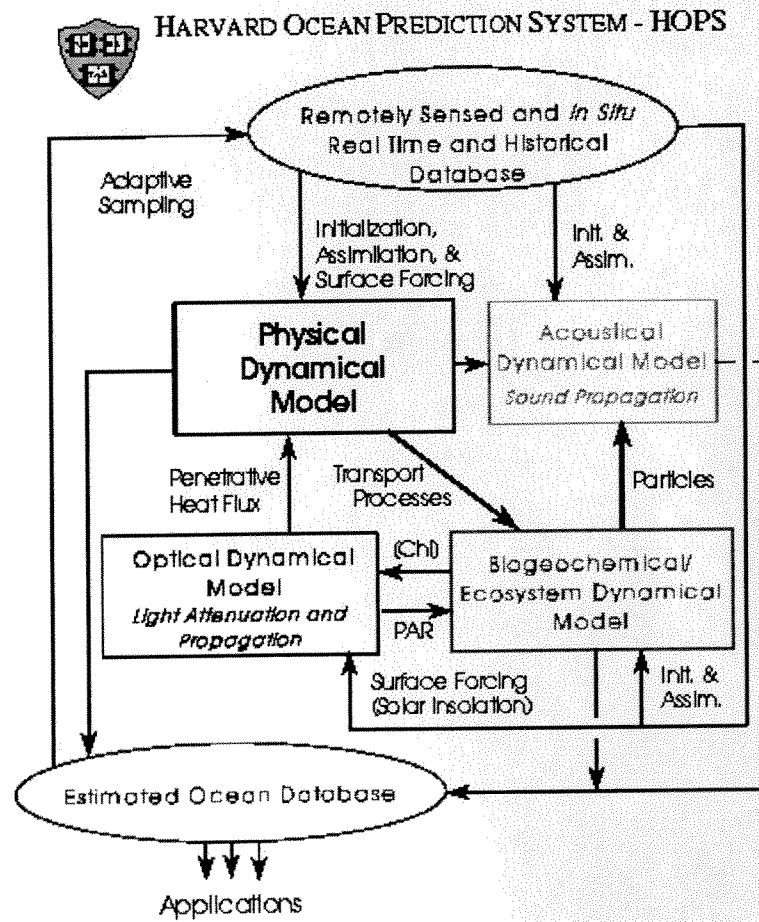 HARVARD OCEAN PREDICTION SYSTEM - HOPS
Remotely Sensed and In Situ
Real Time and Historical
Database
Adaptive
Sampling
Initialization,
Assimilation, &
Surface Forcing
Init. &
Assim.
Physical
Dynamical
Model
Acoustical
Dynamical Model
Sound Propagation
Penetrative
Heat Flux
Transport
Processes
Particles
Optical Dynamical
Model
Light Attenuation and
Propagation
(Chl)
PAR
Biogeochemical/
Ecosystem Dynamical
Model
Surface Forcing
(Solar Insolation)
Init. &
Assim.
Estimated Ocean Database
Applications